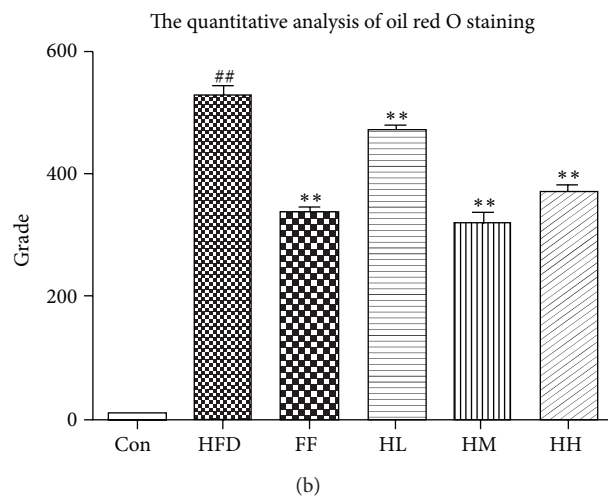 The quantitative analysis of oil red O staining
600
##
**
**
**
**
400
Grade
200
0
Con HFD FF HL HM HH
(b)